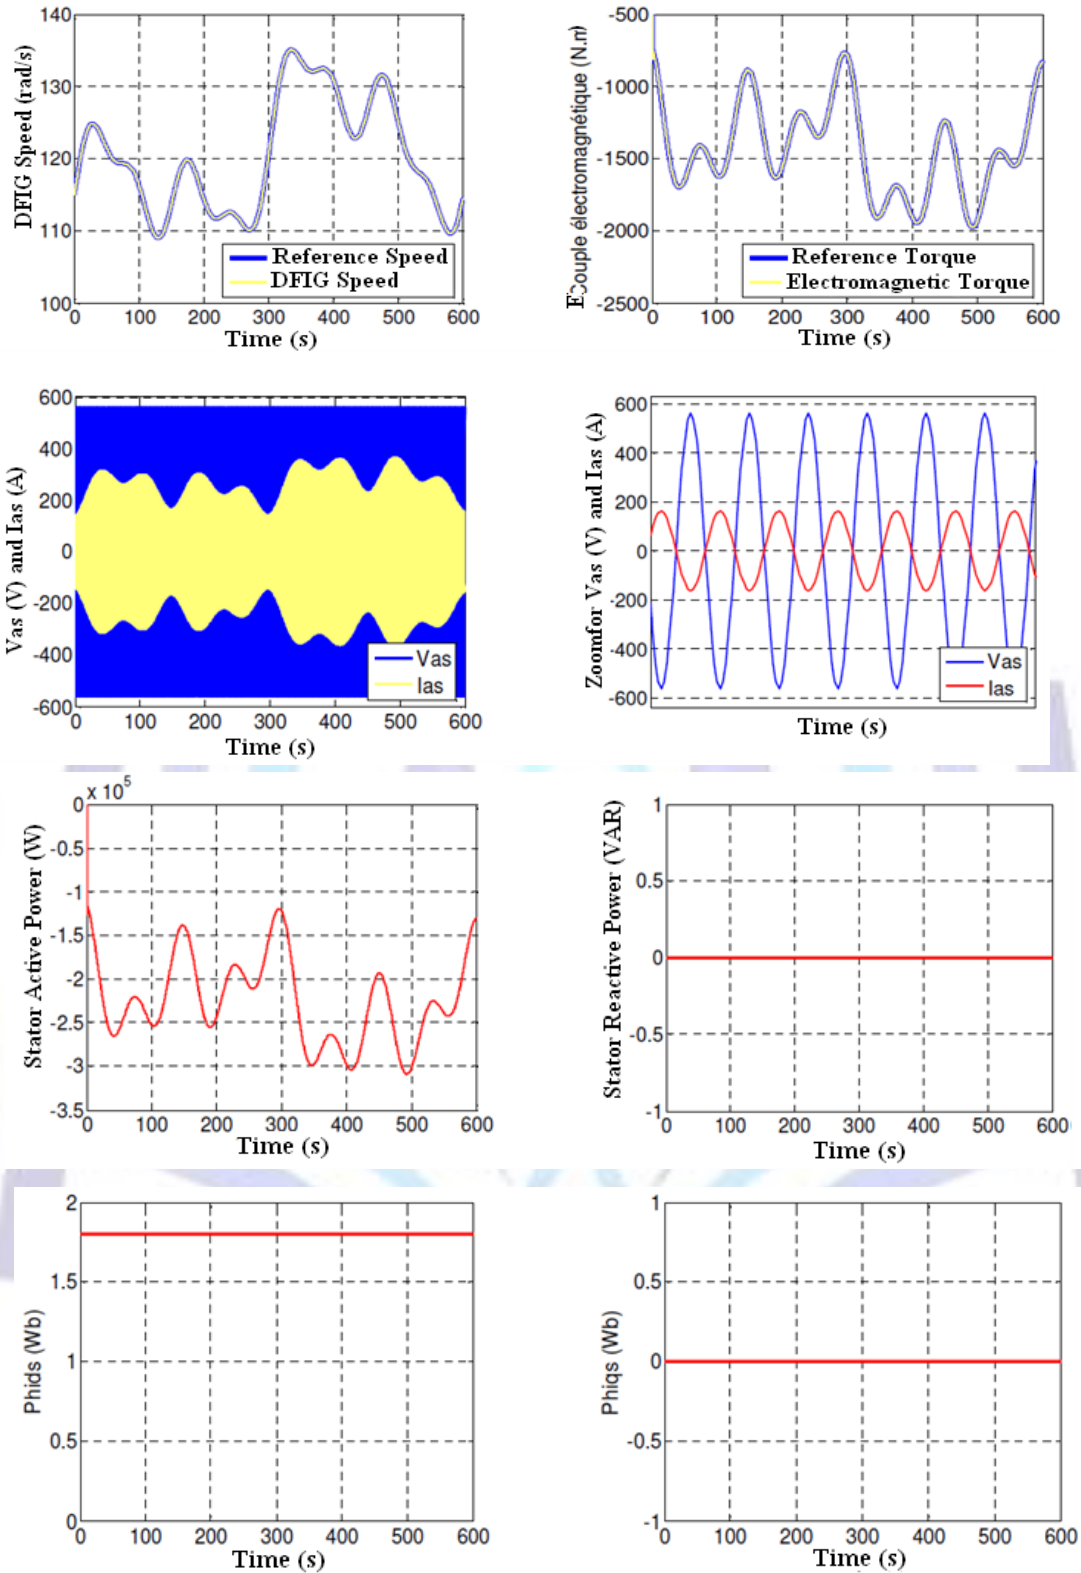 DFIG Speed (rad/s)
140
130
120
110
100
0 100 200 300 400 500 600
Time (s)
Reference Speed
DFIG Speed
ECouple électromagnétique (N.m)
-500
-1000
-1500
-2000
-2500
0 100 200 300 400 500 600
Time (s)
Reference Torque
Electromagnetic Torque
Vas (V) and Ias (A)
600
400
200
0
-200
-400
-600
0 100 200 300 400 500 600
Time (s)
Vas
Ias
Zoomfor Vas (V) and Ias (A)
600
400
200
0
-200
-400
-600
Time (s)
Vas
Ias
Stator Active Power (W)
x 10^5
0
-0.5
-1
-1.5
-2
-2.5
-3
-3.5
0 100 200 300 400 500 600
Time (s)
Stator Reactive Power (VAR)
1
0.5
0
-0.5
-1
0 100 200 300 400 500 600
Time (s)
Phids (Wb)
2
1.5
1
0.5
0
0 100 200 300 400 500 600
Time (s)
Phiqs (Wb)
1
0.5
0
-0.5
-1
0 100 200 300 400 500 600
Time (s)